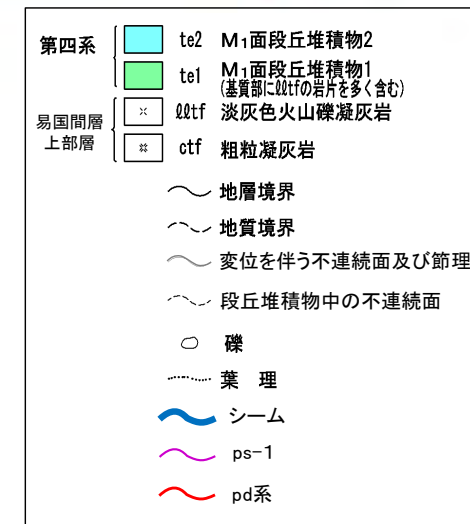 第四系
te2 M₁面段丘堆積物2
te1 M₁面段丘堆積物1
(基質部にℓℓtfの岩片を多く含む)
易国間層
上部層
ℓℓtf 淡灰色火山礫凝灰岩
ctf 粗粒凝灰岩
地層境界
地質境界
変位を伴う不連続面及び節理
段丘堆積物中の不連続面
礫
葉 理
シーム
ps-1
pd系